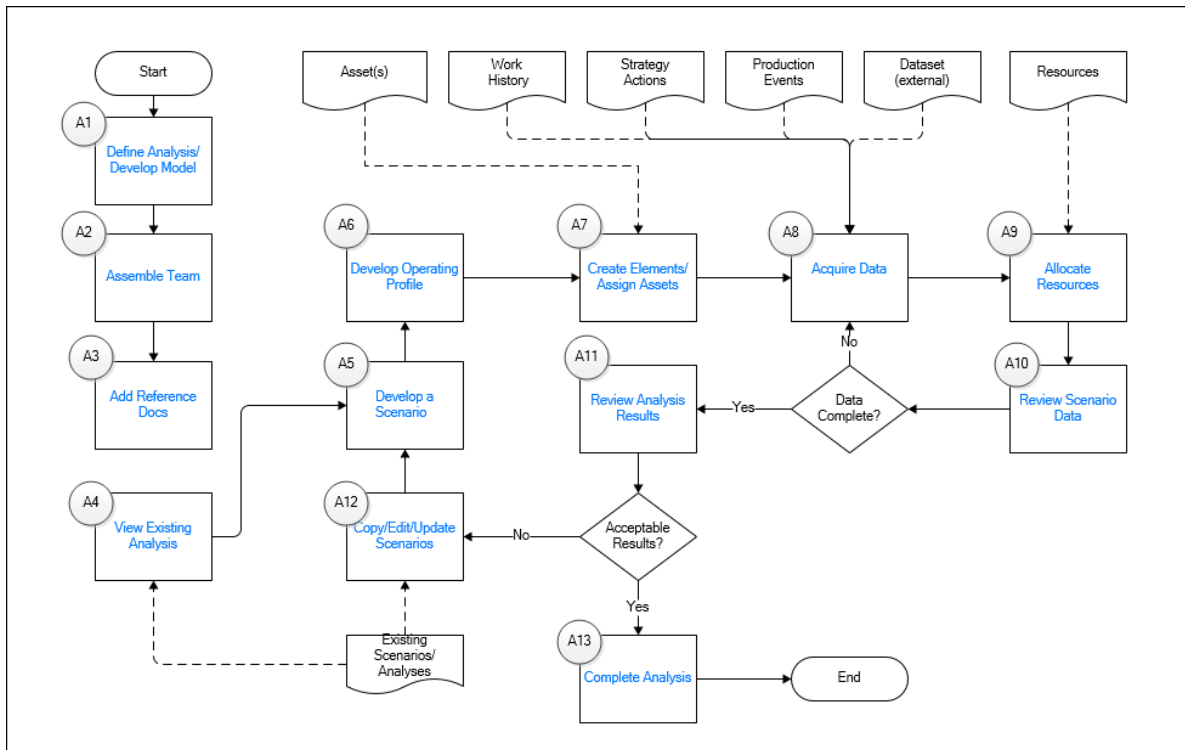 Start
Asset(s)
Work
History
Strategy
Actions
Production
Events
Dataset
(external)
Resources
A1
Define Analysis/
Develop Model
A2
Assemble Team
A6
Develop Operating
Profile
A7
Create Elements/
Assign Assets
A8
Acquire Data
A9
Allocate
Resources
No
A3
Add Reference
Docs
A5
Develop a
Scenario
A11
Review Analysis
Results
Yes
Data
Complete?
A10
Review Scenario
Data
A4
View Existing
Analysis
A12
Copy/Edit/Update
Scenarios
No
Acceptable
Results?
Yes
Existing
Scenarios/
Analyses
A13
Complete Analysis
End